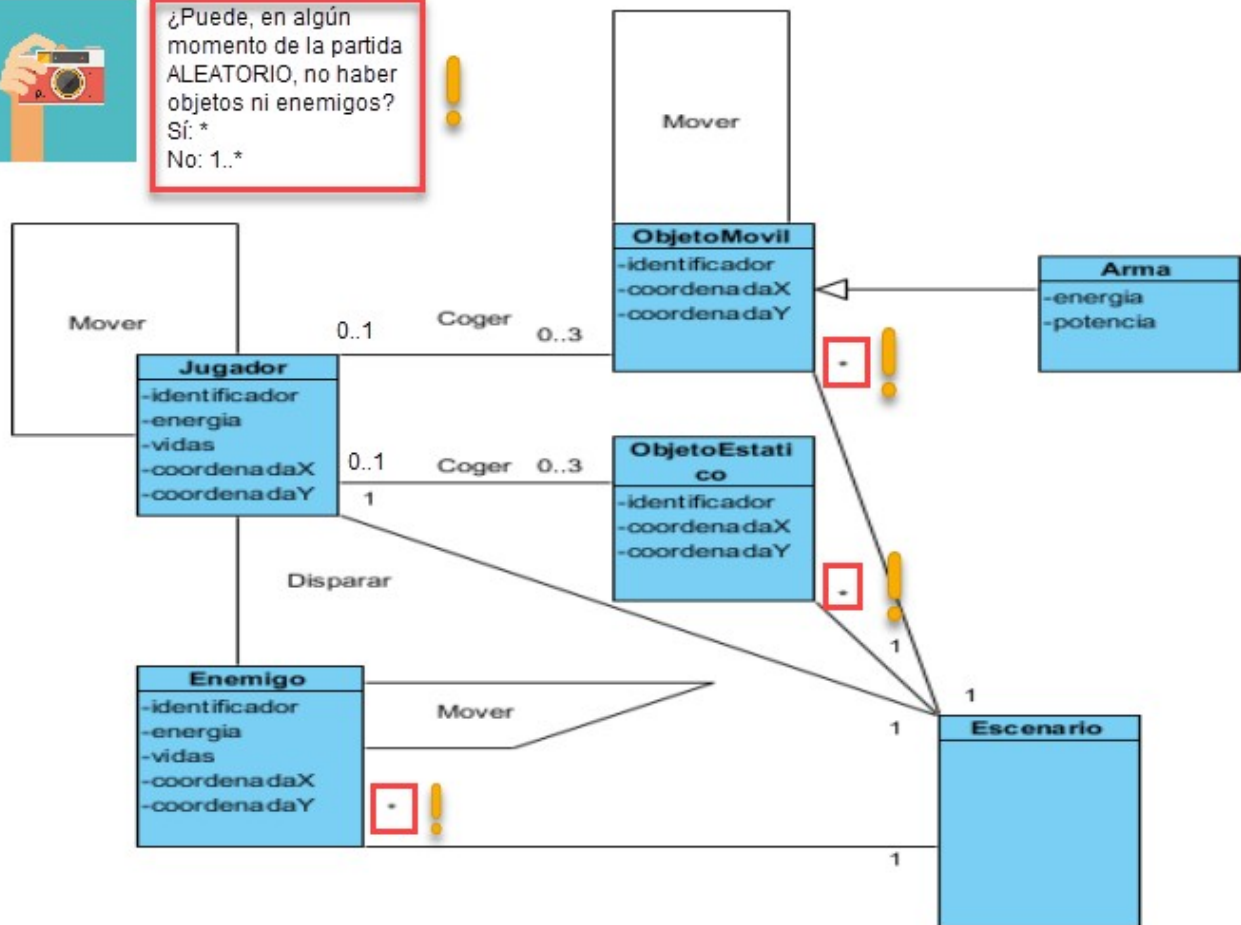 ¿Puede, en algún
momento de la partida
ALEATORIO, no haber
objetos ni enemigos?
Sí: *
No: 1..*
Mover
ObjetoMovil
-identificador
-coordenadaX
-coordenadaY
Arma
-energia
-potencia
Mover
0..1
Coger
0..3
*
Jugador
-identificador
-energia
-vidas
-coordenadaX
-coordenadaY
0..1
Coger
0..3
1
ObjetoEstati
co
-identificador
-coordenadaX
-coordenadaY
*
Disparar
1
Enemigo
-identificador
-energia
-vidas
-coordenadaX
-coordenadaY
Mover
*
1
1
Escenario
1